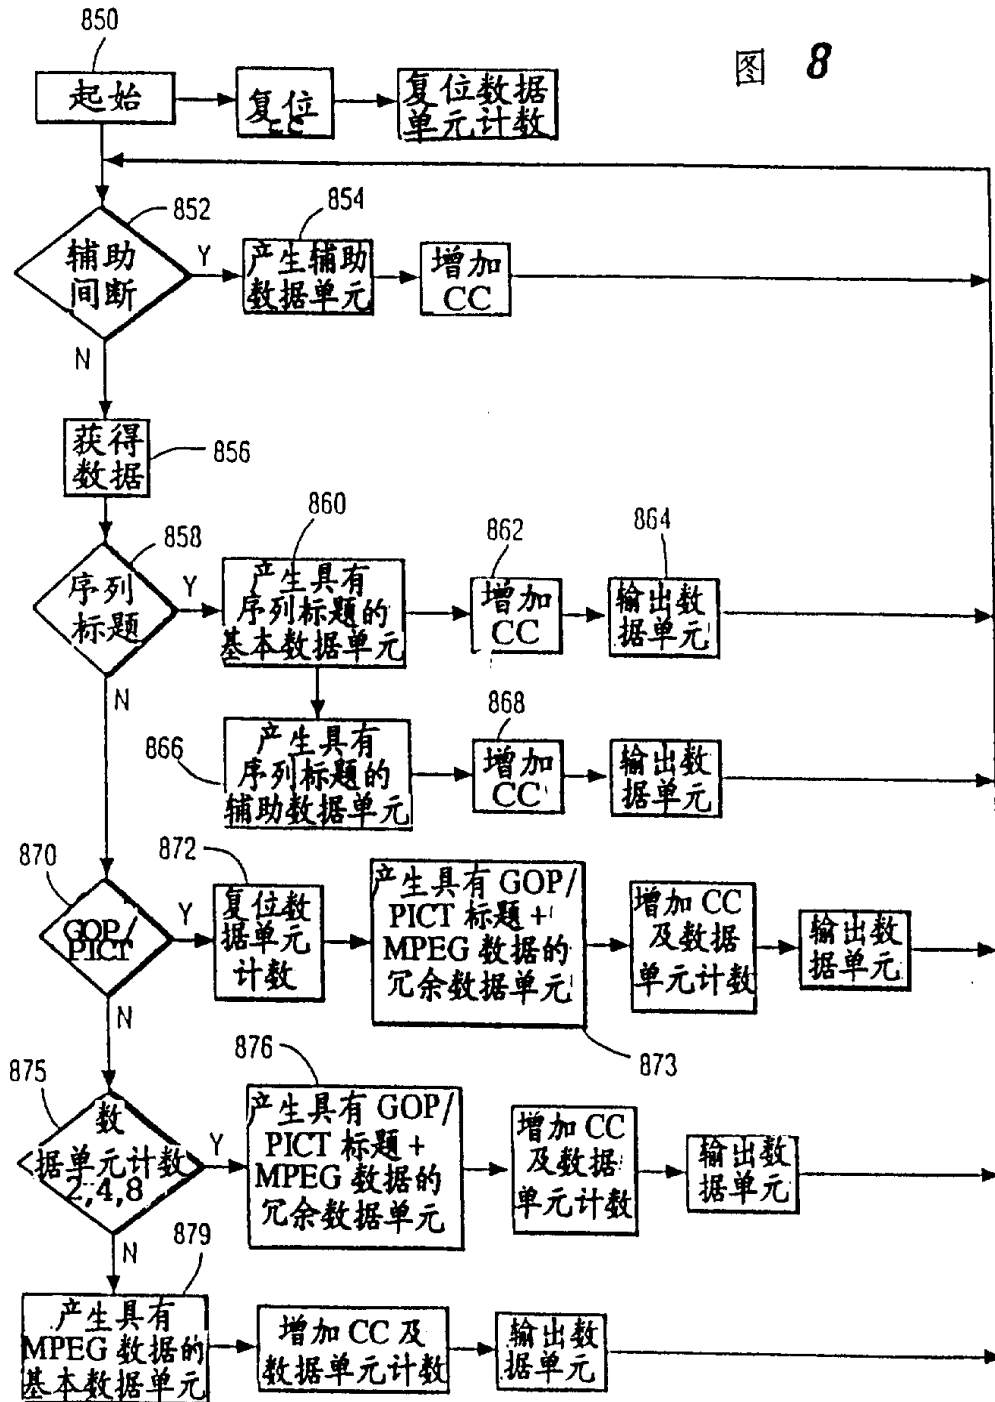 850
图 8
起始
复位
CC
复位数据
单元计数
852
辅助
间断
Y
854
产生辅助
数据单元
增加
CC
N
获得
数据
856
858
序列
标题
Y
860
产生具有
序列标题的
基本数据单元
862
增加
CC
864
输出数
据单元
N
866
产生具有
序列标题的
辅助数据单元
868
增加
CC
输出数
据单元
870
GOP/
PICT
Y
872
复位数
据单元
计数
产生具有 GOP/
PICT 标题+
MPEG 数据的
冗余数据单元
873
增加 CC
及数据
单元计数
输出数
据单元
N
875
数
据单元计数
2,4,8
Y
876
产生具有 GOP/
PICT 标题+
MPEG 数据的
冗余数据单元
增加 CC
及数据
单元计数
输出数
据单元
N
879
产生具有
MPEG 数据的
基本数据单元
增加 CC 及
数据单元计数
输出数
据单元